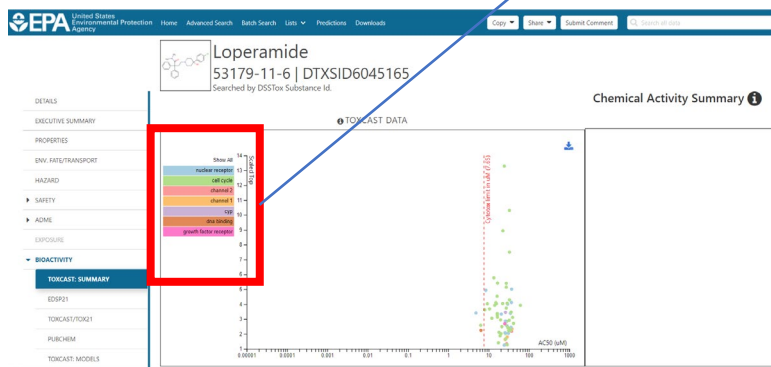 EPA United States
Environmental Protection
Agency
Home Advanced Search Batch Search Lists Predictions Downloads
Copy Share Submit Comment Search all data
Loperamide
53179-11-6 | DTXSID6045165
Searched by DSSTox Substance Id.
Chemical Activity Summary
DETAILS
EXECUTIVE SUMMARY
PROPERTIES
ENV. FATE/TRANSPORT
HAZARD
SAFETY
ADME
EXPOSURE
BIOACTIVITY
TOXCAST: SUMMARY
EDSP21
TOXCAST/TOX21
PUBCHEM
TOXCAST: MODELS
TOXCAST DATA
Show All
nuclear receptor
cell cycle
channel 2
channel 1
cyp
dna binding
growth factor receptor
Scaled Top
14
13
12
11
10
9
8
7
6
5
4
3
2
1
AC50 (uM)
0.00001 0.0001 0.001 0.01 0.1 1 10 100 1000